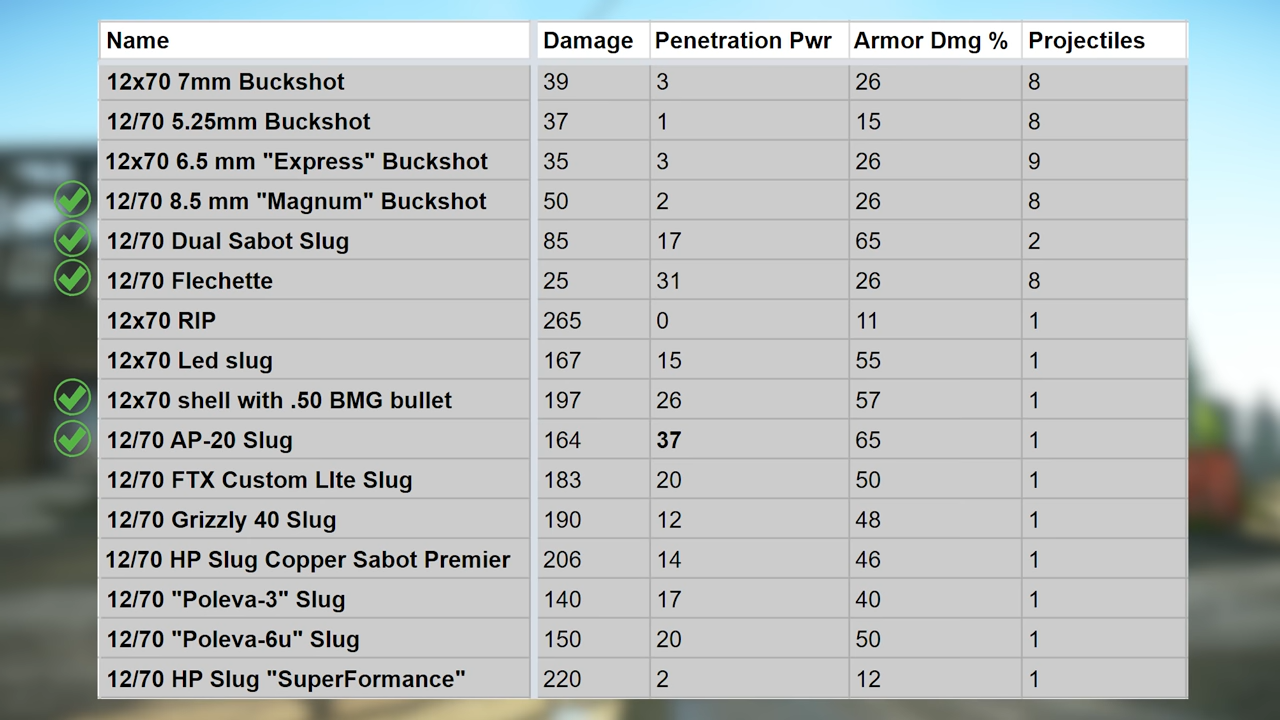 Name Damage Penetration Pwr Armor Dmg % Projectiles
12x70 7mm Buckshot 39 3 26 8
12/70 5.25mm Buckshot 37 1 15 8
12x70 6.5 mm "Express" Buckshot 35 3 26 9
12/70 8.5 mm "Magnum" Buckshot 50 2 26 8
12/70 Dual Sabot Slug 85 17 65 2
12/70 Flechette 25 31 26 8
12x70 RIP 265 0 11 1
12x70 Led slug 167 15 55 1
12x70 shell with .50 BMG bullet 197 26 57 1
12/70 AP-20 Slug 164 37 65 1
12/70 FTX Custom LIte Slug 183 20 50 1
12/70 Grizzly 40 Slug 190 12 48 1
12/70 HP Slug Copper Sabot Premier 206 14 46 1
12/70 "Poleva-3" Slug 140 17 40 1
12/70 "Poleva-6u" Slug 150 20 50 1
12/70 HP Slug "SuperFormance" 220 2 12 1